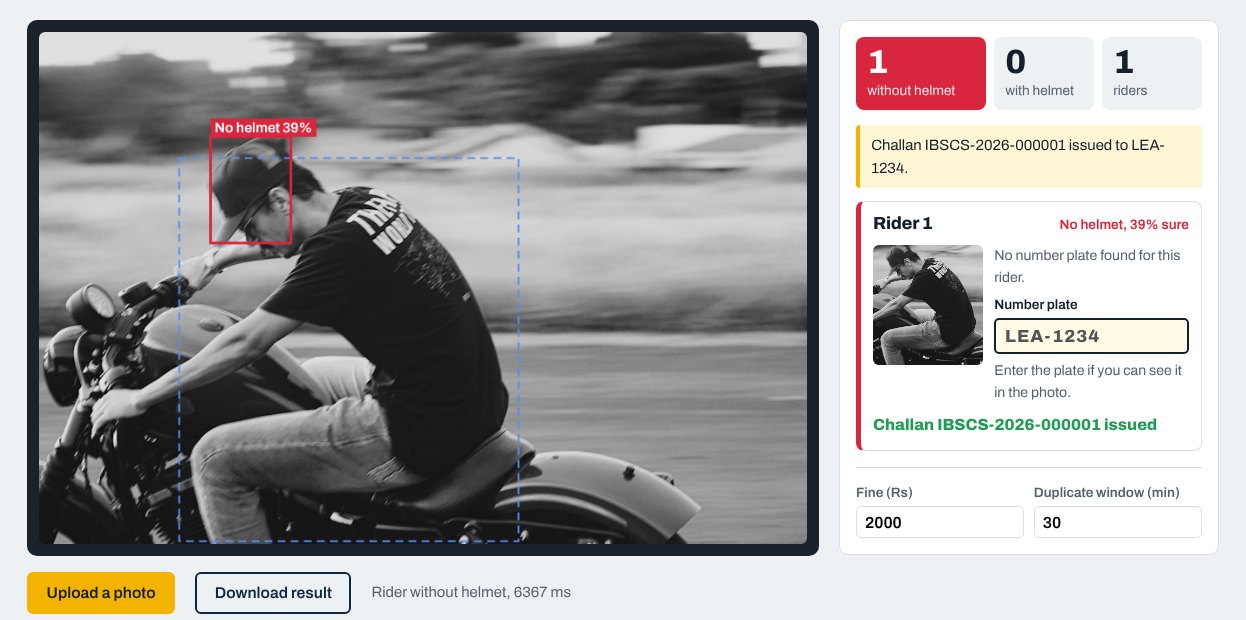 No helmet 39%
THRA
WORL
1
without helmet
0
with helmet
1
riders
Challan IBSCS-2026-000001 issued to LEA-
1234.
Rider 1
No helmet, 39% sure
No number plate found for this
rider.
Number plate
LEA-1234
Enter the plate if you can see it
in the photo.
Challan IBSCS-2026-000001 issued
Fine (Rs)
Duplicate window (min)
2000
30
Upload a photo
Download result
Rider without helmet, 6367 ms